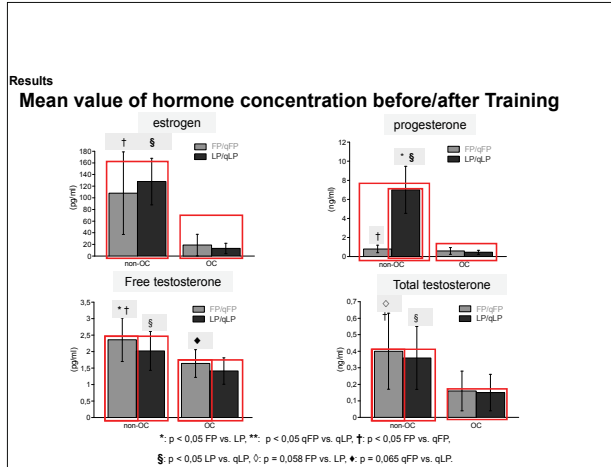 Results
Mean value of hormone concentration before/after Training
estrogen
† §
FP/qFP
LP/qLP
180
160
140
120
100
80
60
40
20
0
(pg/ml)
non-OC OC
progesterone
* §
†
FP/qFP
LP/qLP
12
10
8
6
4
2
0
(ng/ml)
non-OC OC
Free testosterone
* † § ♦
3,5
3
2,5
2
1,5
1
0,5
0
(pg/ml)
non-OC OC
Total testosterone
◊
† §
FP/qFP
LP/qLP
0,7
0,6
0,5
0,4
0,3
0,2
0,1
0
(ng/ml)
non-OC OC
*: p < 0,05 FP vs. LP, **: p < 0,05 qFP vs. qLP, †: p < 0,05 FP vs. qFP,
§: p < 0,05 LP vs. qLP, ◊: p = 0,058 FP vs. LP, ♦: p = 0,065 qFP vs. qLP.